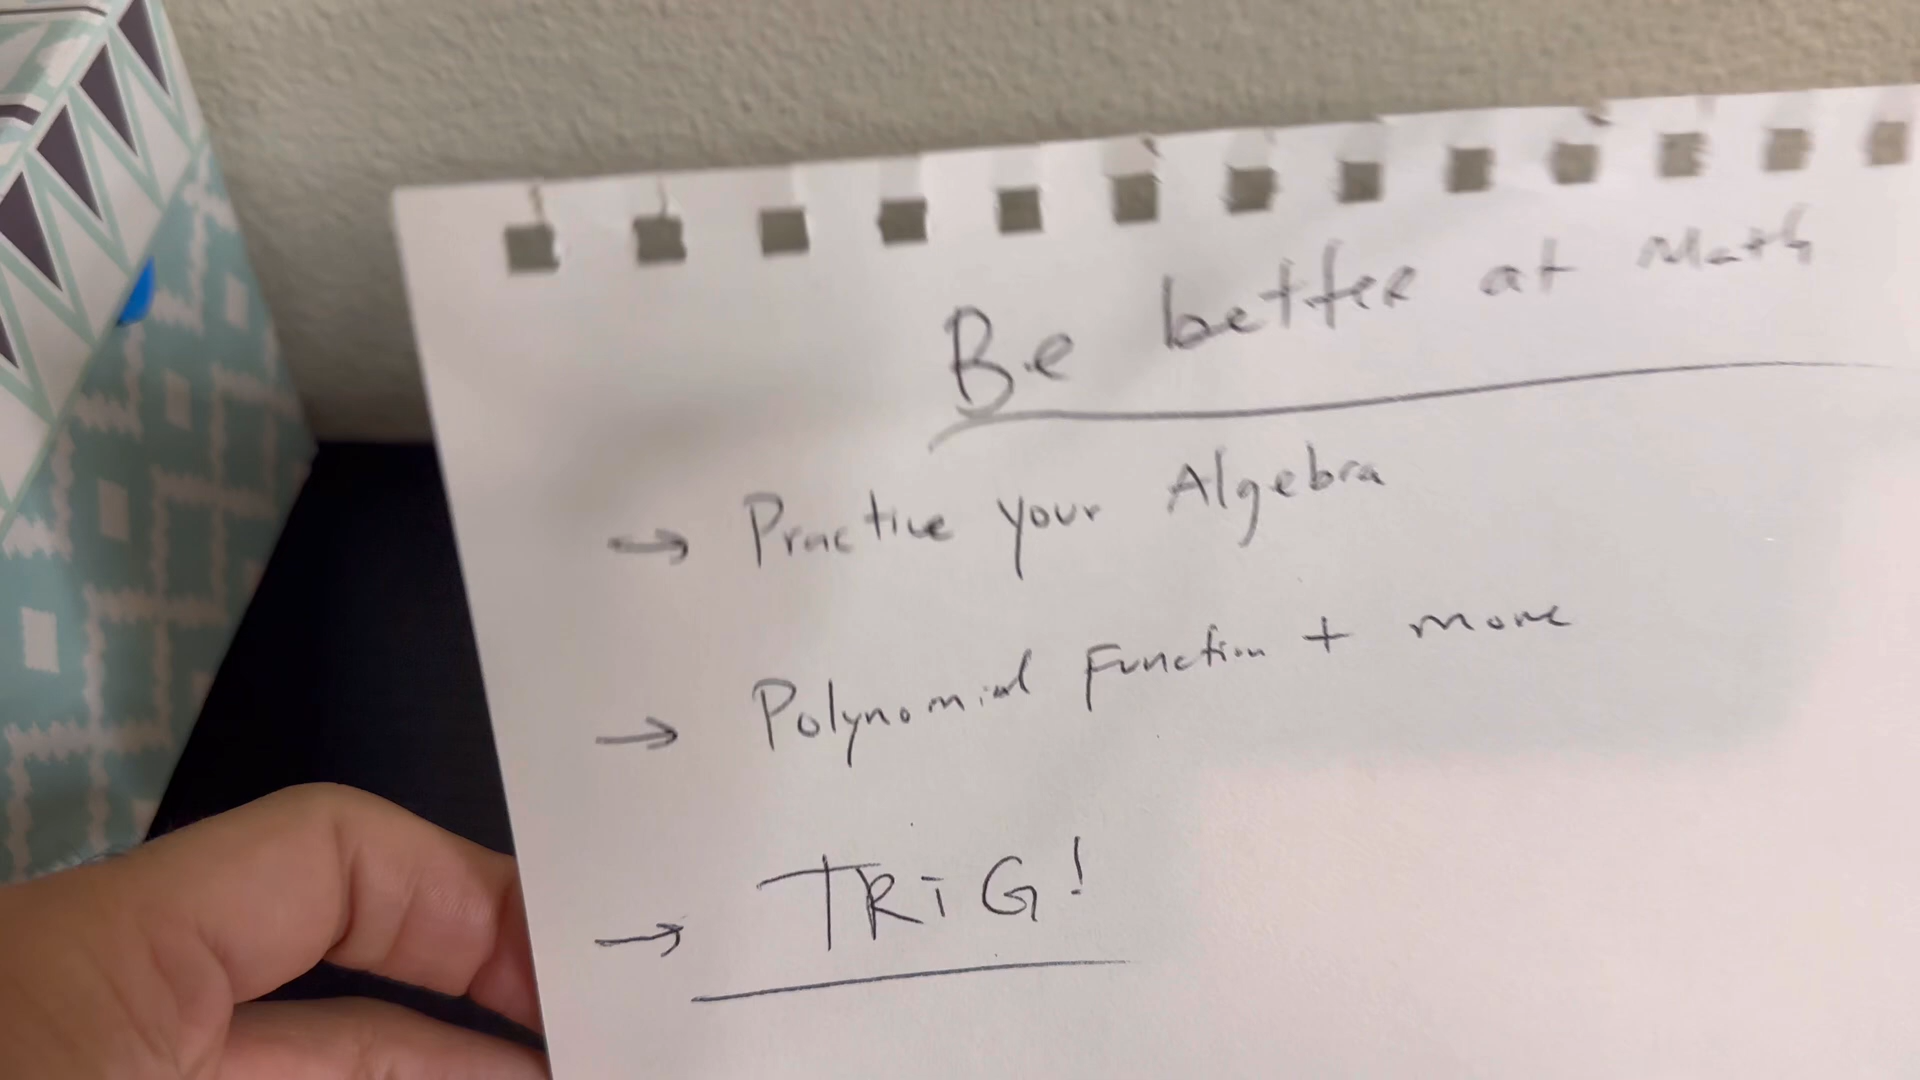 Be better at Math
→ Practice your Algebra
→ Polynomial Function + more
→ TRIG!